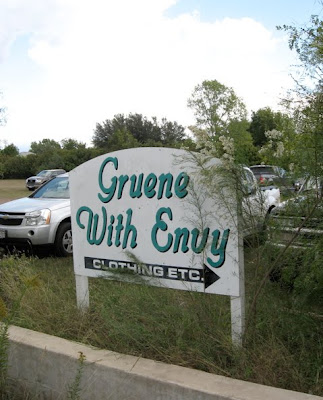 Gruene
With Envy
CLOTHING ETC.